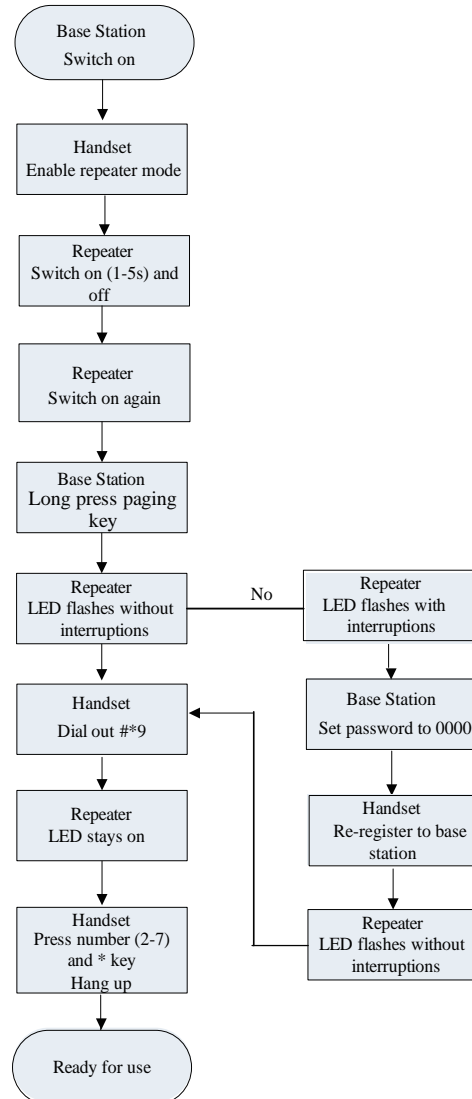 Base Station
Switch on
Handset
Enable repeater mode
Repeater
Switch on (1-5s) and
off
Repeater
Switch on again
Base Station
Long press paging
key
Repeater
LED flashes without
interruptions
No
Repeater
LED flashes with
interruptions
Base Station
Set password to 0000
Handset
Re-register to base
station
Repeater
LED flashes without
interruptions
Handset
Dial out #*9
Repeater
LED stays on
Handset
Press number (2-7)
and * key
Hang up
Ready for use